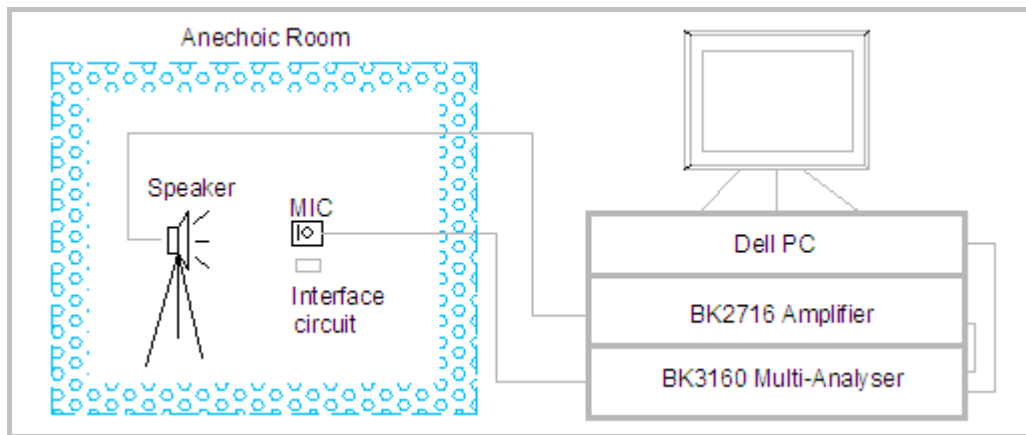 Anechoic Room
Speaker
MIC
Interface
circuit
Dell PC
BK2716 Amplifier
BK3160 Multi-Analyser